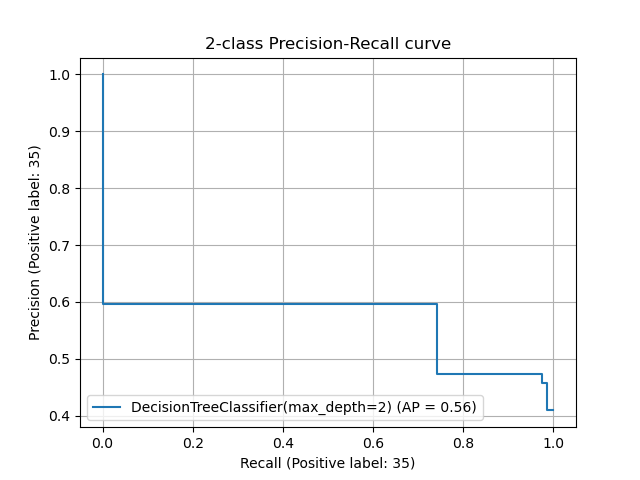 2-class Precision-Recall curve
Precision (Positive label: 35)
1.0
0.9
0.8
0.7
0.6
0.5
0.4
DecisionTreeClassifier(max_depth=2) (AP = 0.56)
0.0 0.2 0.4 0.6 0.8 1.0
Recall (Positive label: 35)